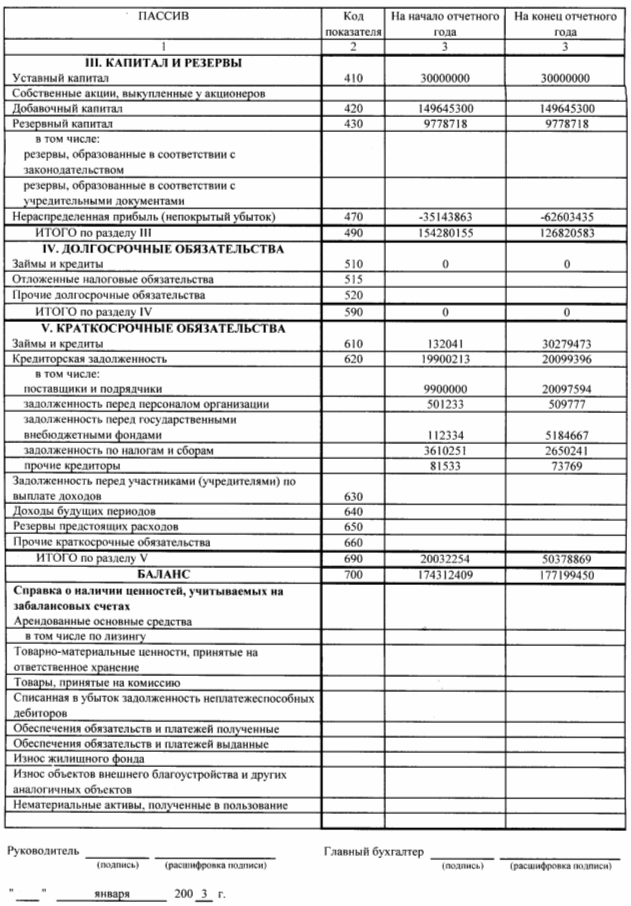 ПАССИВ Код показателя На начало отчетного года На конец отчетного года
1 2 3 3
III. КАПИТАЛ И РЕЗЕРВЫ
Уставный капитал 410 30000000 30000000
Собственные акции, выкупленные у акционеров
Добавочный капитал 420 149645300 149645300
Резервный капитал 430 9778718 9778718
в том числе:
резервы, образованные в соответствии с
законодательством
резервы, образованные в соответствии с
учредительными документами
Нераспределенная прибыль (непокрытый убыток) 470 -35143863 -62603435
ИТОГО по разделу III 490 154280155 126820583
IV. ДОЛГОСРОЧНЫЕ ОБЯЗАТЕЛЬСТВА
Займы и кредиты 510 0 0
Отложенные налоговые обязательства 515
Прочие долгосрочные обязательства 520
ИТОГО по разделу IV 590 0 0
V. КРАТКОСРОЧНЫЕ ОБЯЗАТЕЛЬСТВА
Займы и кредиты 610 132041 30279473
Кредиторская задолженность 620 19900213 20099396
в том числе:
поставщики и подрядчики 9900000 20097594
задолженность перед персоналом организации 501233 509777
задолженность перед государственными
внебюджетными фондами 112334 5184667
задолженность по налогам и сборам 3610251 2650241
прочие кредиторы 81533 73769
Задолженность перед участниками (учредителями) по
выплате доходов 630
Доходы будущих периодов 640
Резервы предстоящих расходов 650
Прочие краткосрочные обязательства 660
ИТОГО по разделу V 690 20032254 50378869
БАЛАНС 700 174312409 177199450
Справка о наличии ценностей, учитываемых на
забалансовых счетах
Арендованные основные средства
в том числе по лизингу
Товарно-материальные ценности, принятые на
ответственное хранение
Товары, принятые на комиссию
Списанная в убыток задолженность неплатежеспособных
дебиторов
Обеспечения обязательств и платежей полученные
Обеспечения обязательств и платежей выданные
Износ жилищного фонда
Износ объектов внешнего благоустройства и других
аналогичных объектов
Нематериальные активы, полученные в пользование
Руководитель Главный бухгалтер
(подпись) (расшифровка подписи) (подпись) (расшифровка подписи)
"___" января 200 3 г.